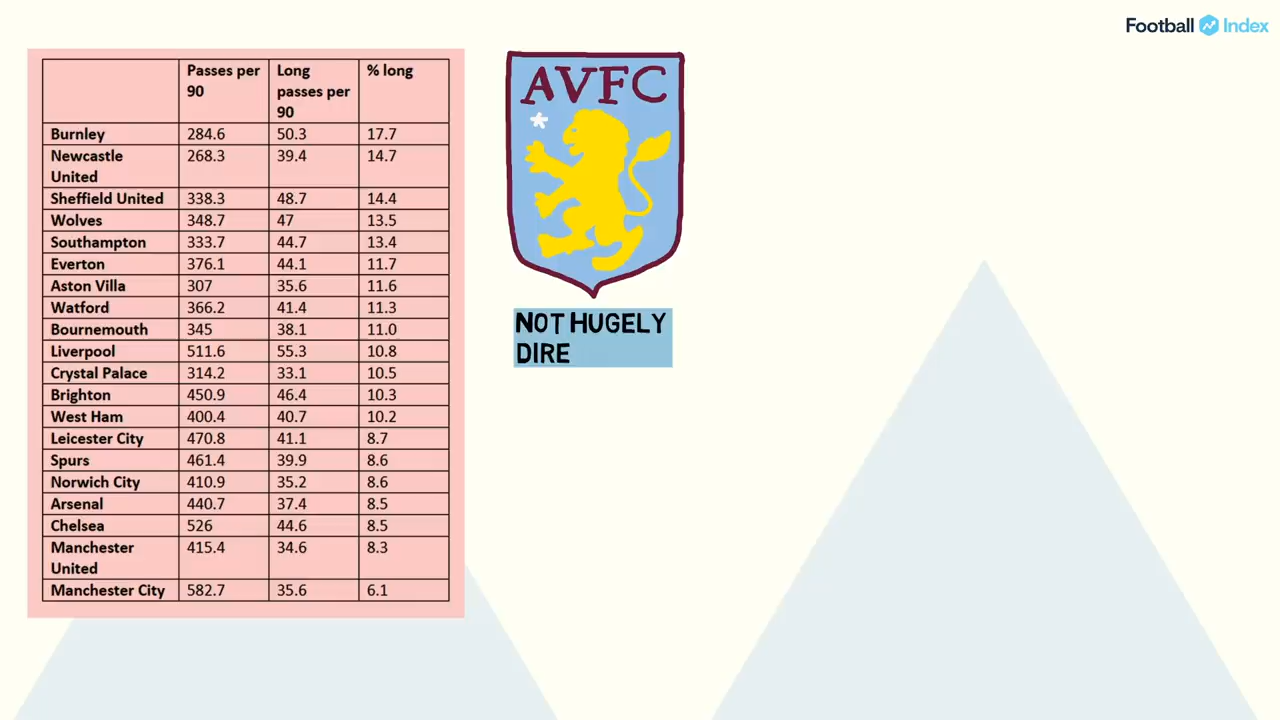 Football Index
Passes per 90 Long passes per 90 % long
Burnley 284.6 50.3 17.7
Newcastle United 268.3 39.4 14.7
Sheffield United 338.3 48.7 14.4
Wolves 348.7 47 13.5
Southampton 333.7 44.7 13.4
Everton 376.1 44.1 11.7
Aston Villa 307 35.6 11.6
Watford 366.2 41.4 11.3
Bournemouth 345 38.1 11.0
Liverpool 511.6 55.3 10.8
Crystal Palace 314.2 33.1 10.5
Brighton 450.9 46.4 10.3
West Ham 400.4 40.7 10.2
Leicester City 470.8 41.1 8.7
Spurs 461.4 39.9 8.6
Norwich City 410.9 35.2 8.6
Arsenal 440.7 37.4 8.5
Chelsea 526 44.6 8.5
Manchester United 415.4 34.6 8.3
Manchester City 582.7 35.6 6.1
AVFC
NOT HUGELY
DIRE